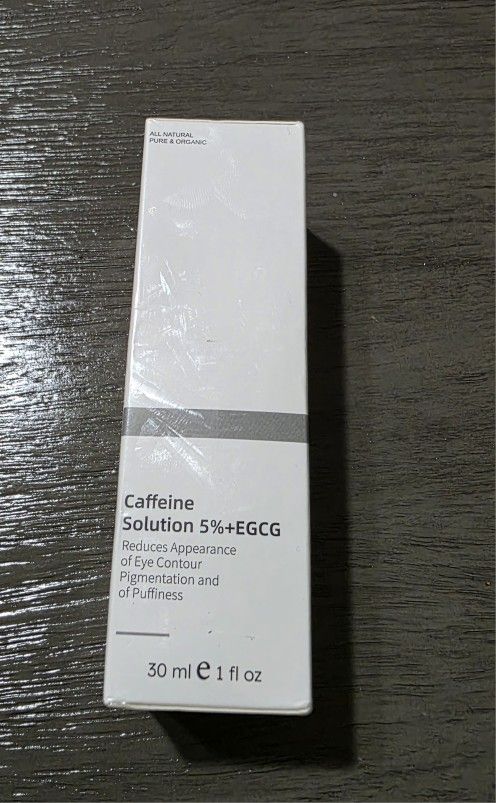 ALL NATURAL
PURE & ORGANIC
Caffeine
Solution 5%+EGCG
Reduces Appearance
of Eye Contour
Pigmentation and
of Puffiness
30 ml e 1 fl oz